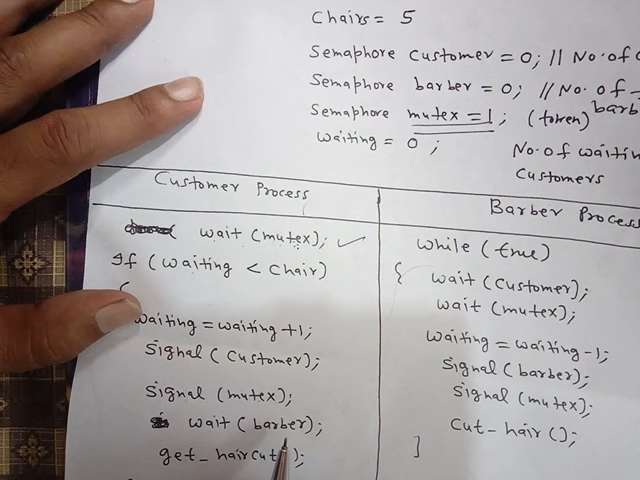 Chairs = 5
Semaphore customer = 0; // No. of
Semaphore barber = 0; // No. of
barb
Semaphore mutex = 1; (token)
waiting = 0; No. of waitin
customers
Customer Process
Barber Process
wait (mutex); ✓
If (waiting < chair)
{
waiting = waiting + 1;
Signal (customer);
Signal (mutex);
wait (barber);
get_haircut();
while (true)
{ wait (customer);
wait (mutex);
waiting = waiting - 1;
Signal (barber);
Signal (mutex);
cut_hair ();
}